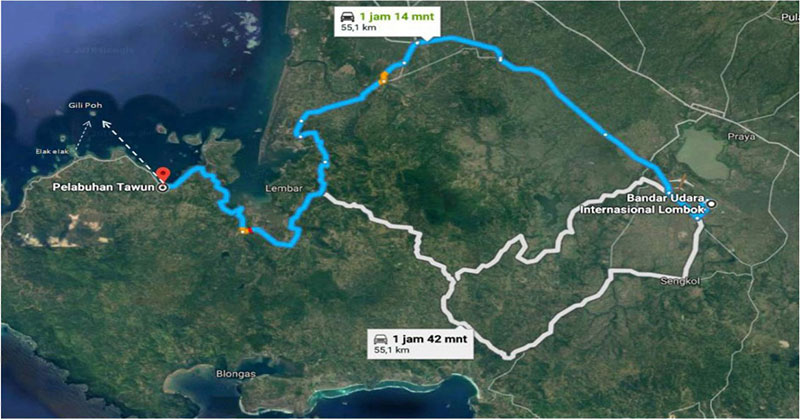 1 jam 14 mnt
55,1 km
Pula
Gili Poh
Praya
Elak elak
Pelabuhan Tawun
Lembar
Bandar Udara
Internasional Lombok
Sengkol
1 jam 42 mnt
55,1 km
Blongas